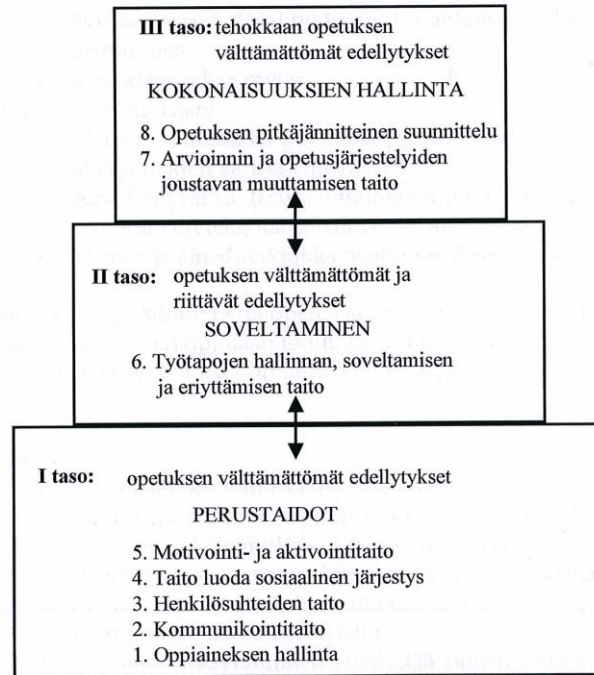 III taso: tehokkaan opetuksen
välttämättömät edellytykset
KOKONAISUUKSIEN HALLINTA
8. Opetuksen pitkäjännitteinen suunnittelu
7. Arvioinnin ja opetusjärjestelyiden
joustavan muuttamisen taito
II taso: opetuksen välttämättömät ja
riittävät edellytykset
SOVELTAMINEN
6. Työtapojen hallinnan, soveltamisen
ja eriyttämisen taito
I taso: opetuksen välttämättömät edellytykset
PERUSTAIDOT
5. Motivointi- ja aktivointitaito
4. Taito luoda sosiaalinen järjestys
3. Henkilösuhteiden taito
2. Kommunikointitaito
1. Oppiaineksen hallinta